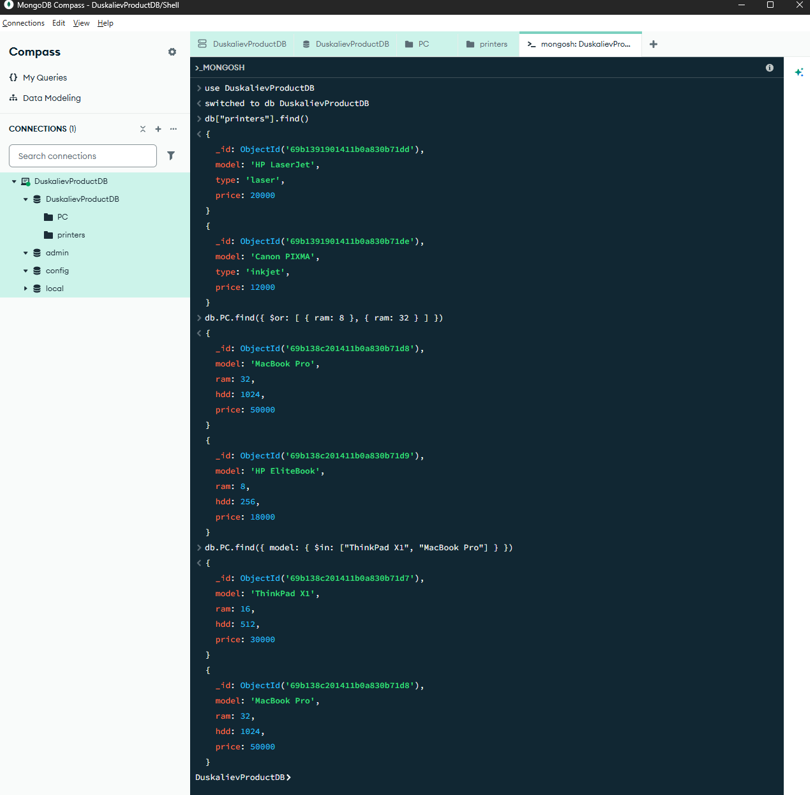 MongoDB Compass - DuskalievProductDB/Shell
Connections Edit View Help
Compass
My Queries
Data Modeling
CONNECTIONS (1)
Search connections
DuskalievProductDB
DuskalievProductDB
PC
printers
admin
config
local
DuskalievProductDB DuskalievProductDB PC printers mongosh: DuskalievPro...
>_MONGOSH
> use DuskalievProductDB
< switched to db DuskalievProductDB
> db["printers"].find()
< {
_id: ObjectId('69b1391901411b0a830b71dd'),
model: 'HP LaserJet',
type: 'laser',
price: 20000
}
{
_id: ObjectId('69b1391901411b0a830b71de'),
model: 'Canon PIXMA',
type: 'inkjet',
price: 12000
}
> db.PC.find({ $or: [ { ram: 8 }, { ram: 32 } ] })
< {
_id: ObjectId('69b138c201411b0a830b71d8'),
model: 'MacBook Pro',
ram: 32,
hdd: 1024,
price: 50000
}
{
_id: ObjectId('69b138c201411b0a830b71d9'),
model: 'HP EliteBook',
ram: 8,
hdd: 256,
price: 18000
}
> db.PC.find({ model: { $in: ["ThinkPad X1", "MacBook Pro"] } })
< {
_id: ObjectId('69b138c201411b0a830b71d7'),
model: 'ThinkPad X1',
ram: 16,
hdd: 512,
price: 30000
}
{
_id: ObjectId('69b138c201411b0a830b71d8'),
model: 'MacBook Pro',
ram: 32,
hdd: 1024,
price: 50000
}
DuskalievProductDB>